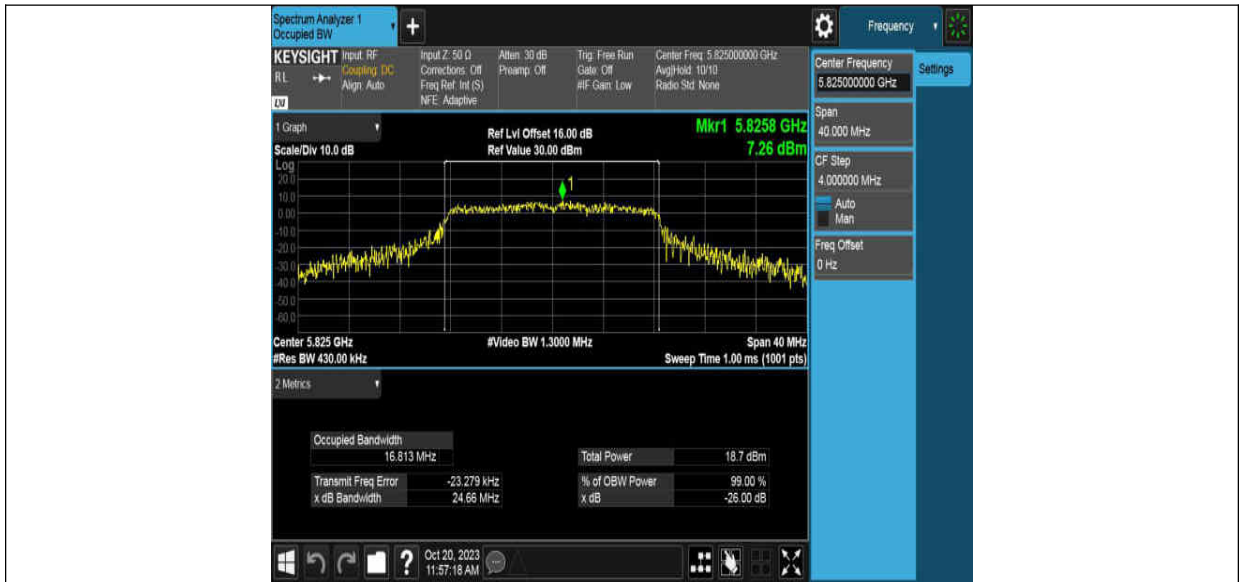 Spectrum Analyzer 1
Occupied BW
Frequency
KEYSIGHT
RL
LXI
Input: RF
Coupling: DC
Align: Auto
Input Z: 50 Ω
Corrections: Off
Freq Ref: Int (S)
NFE: Adaptive
Atten: 30 dB
Preamp: Off
Trig: Free Run
Gate: Off
#IF Gain: Low
Center Freq: 5.825000000 GHz
Avg|Hold: 10/10
Radio Std: None
Center Frequency
5.825000000 GHz
Settings
Span
40.000 MHz
CF Step
4.000000 MHz
Auto
Man
Freq Offset
0 Hz
1 Graph
Scale/Div 10.0 dB
Ref Lvl Offset 16.00 dB
Ref Value 30.00 dBm
Mkr1 5.8258 GHz
7.26 dBm
Log
20.0
10.0
0.00
-10.0
-20.0
-30.0
-40.0
-50.0
-60.0
1
Center 5.825 GHz
#Res BW 430.00 kHz
#Video BW 1.3000 MHz
Span 40 MHz
Sweep Time 1.00 ms (1001 pts)
2 Metrics
Occupied Bandwidth
16.813 MHz
Total Power 18.7 dBm
Transmit Freq Error -23.279 kHz
% of OBW Power 99.00 %
x dB Bandwidth 24.66 MHz
x dB -26.00 dB
Oct 20, 2023
11:57:18 AM